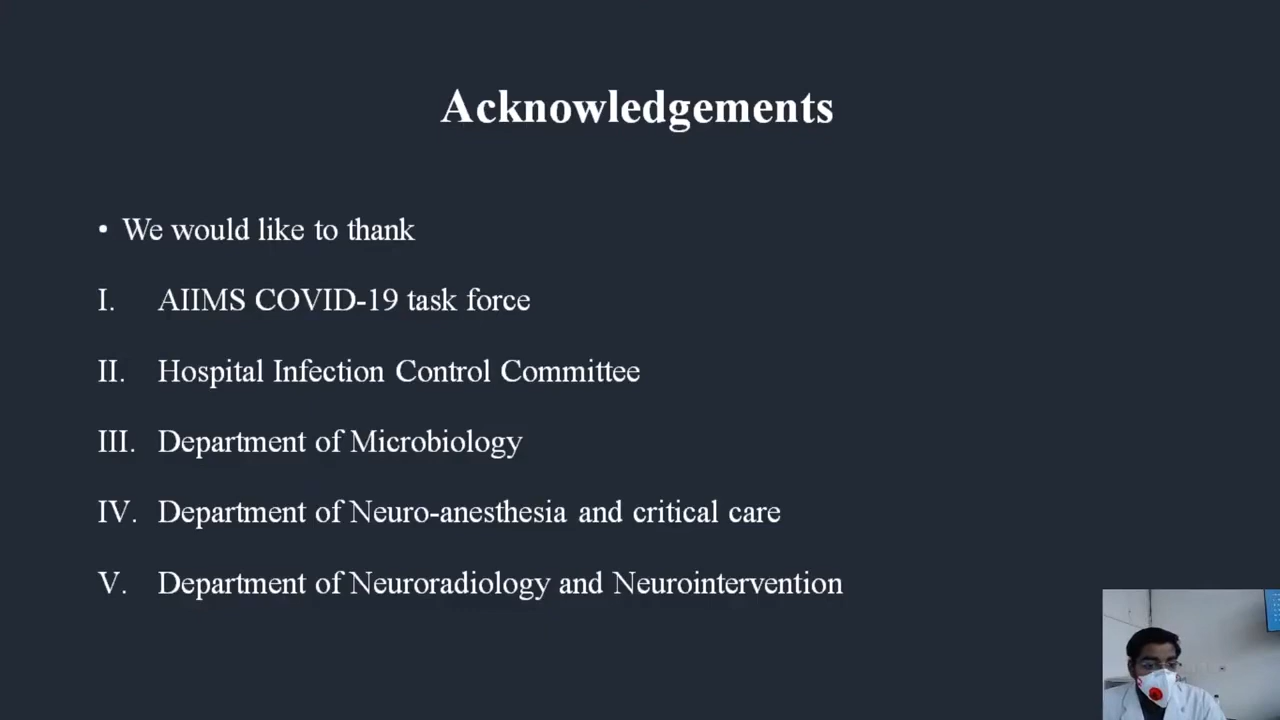 Acknowledgements
• We would like to thank
I. AIIMS COVID-19 task force
II. Hospital Infection Control Committee
III. Department of Microbiology
IV. Department of Neuro-anesthesia and critical care
V. Department of Neuroradiology and Neurointervention